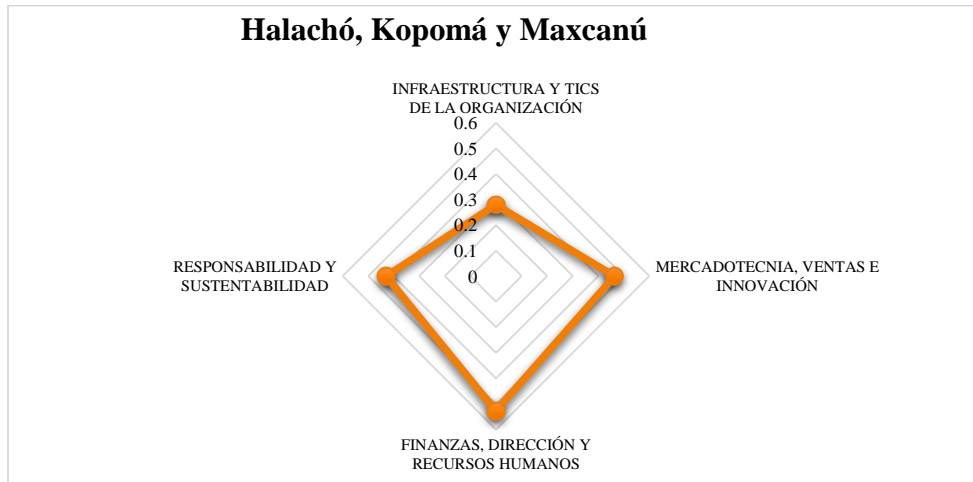 Halachó, Kopomá y Maxcanú
INFRAESTRUCTURA Y TICS
DE LA ORGANIZACIÓN
0.6
0.5
0.4
0.3
0.2
0.1
0
RESPONSABILIDAD Y
SUSTENTABILIDAD
MERCADOTECNIA, VENTAS E
INNOVACIÓN
FINANZAS, DIRECCIÓN Y
RECURSOS HUMANOS